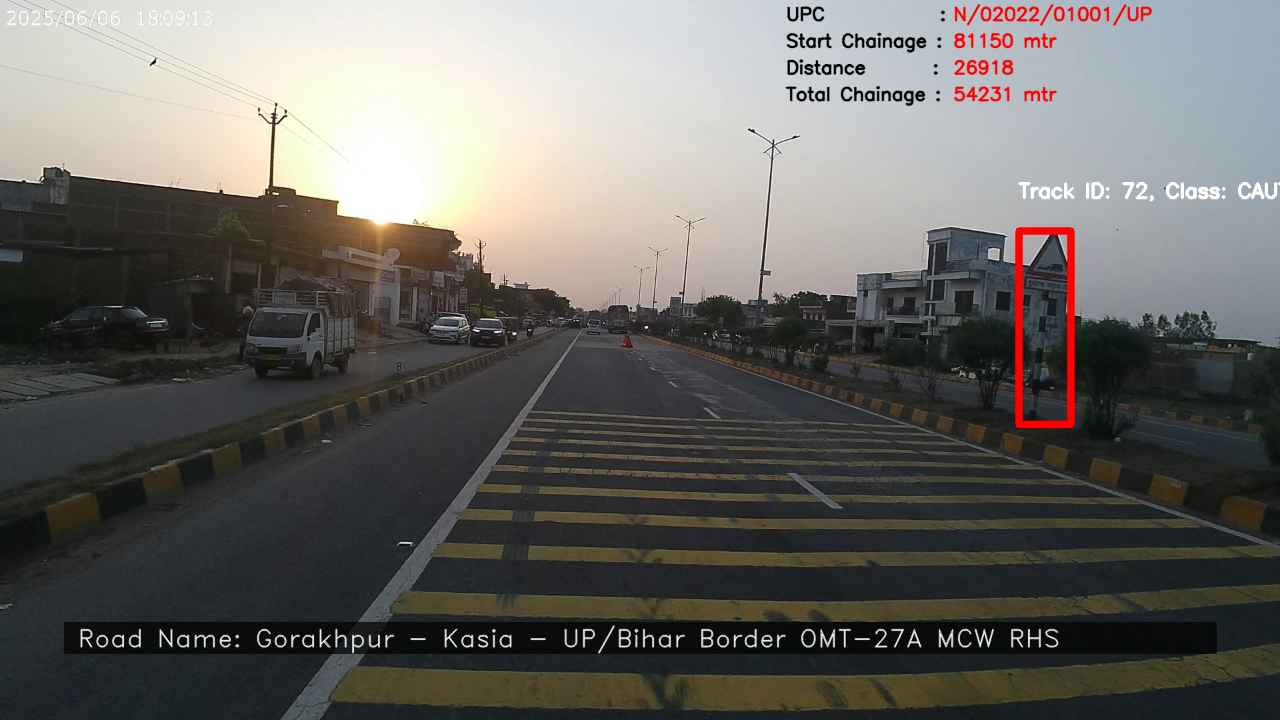 2025/06/06 18:09:13
UPC : N/02022/01001/UP
Start Chainage : 81150 mtr
Distance : 26918
Total Chainage : 54231 mtr
Track ID: 72, Class: CAU
Road Name: Gorakhpur - Kasia - UP/Bihar Border OMT-27A MCW RHS